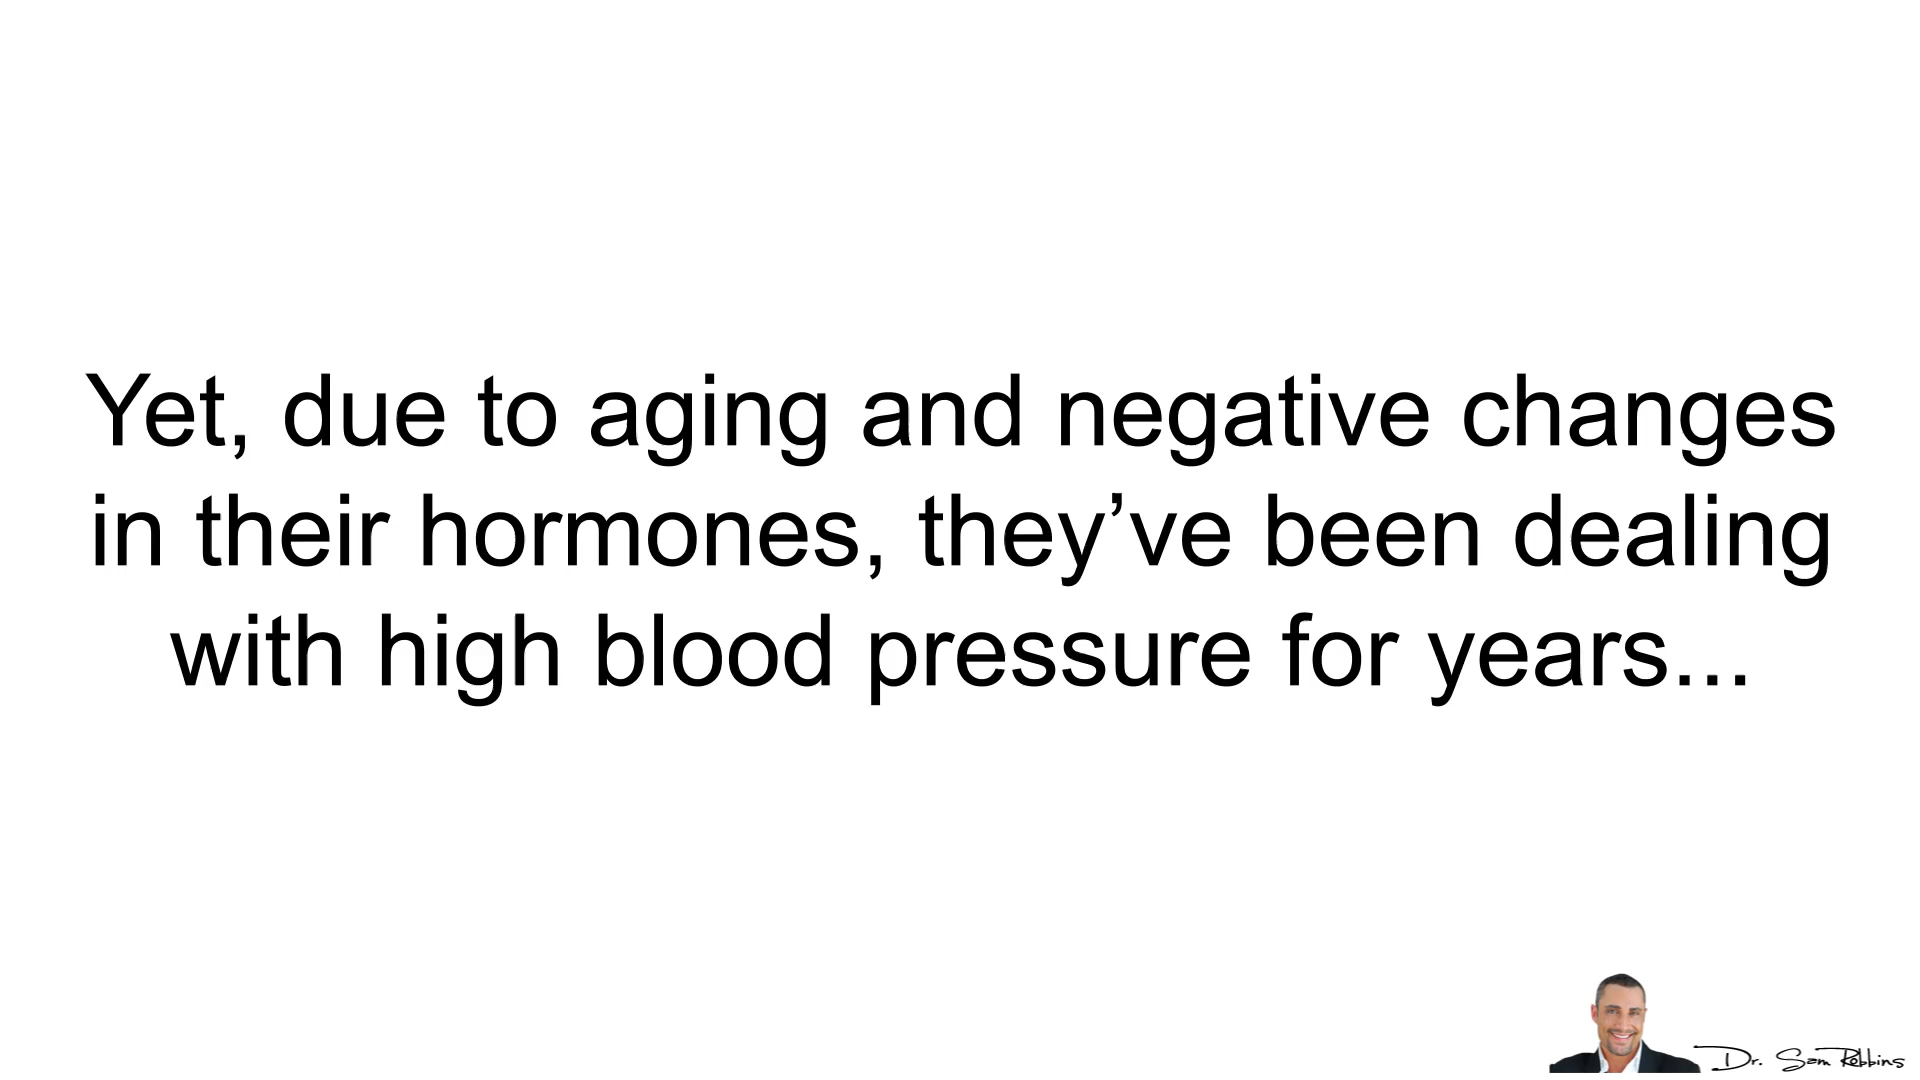 Yet, due to aging and negative changes
in their hormones, they’ve been dealing
with high blood pressure for years...
Dr. Sam Robbins